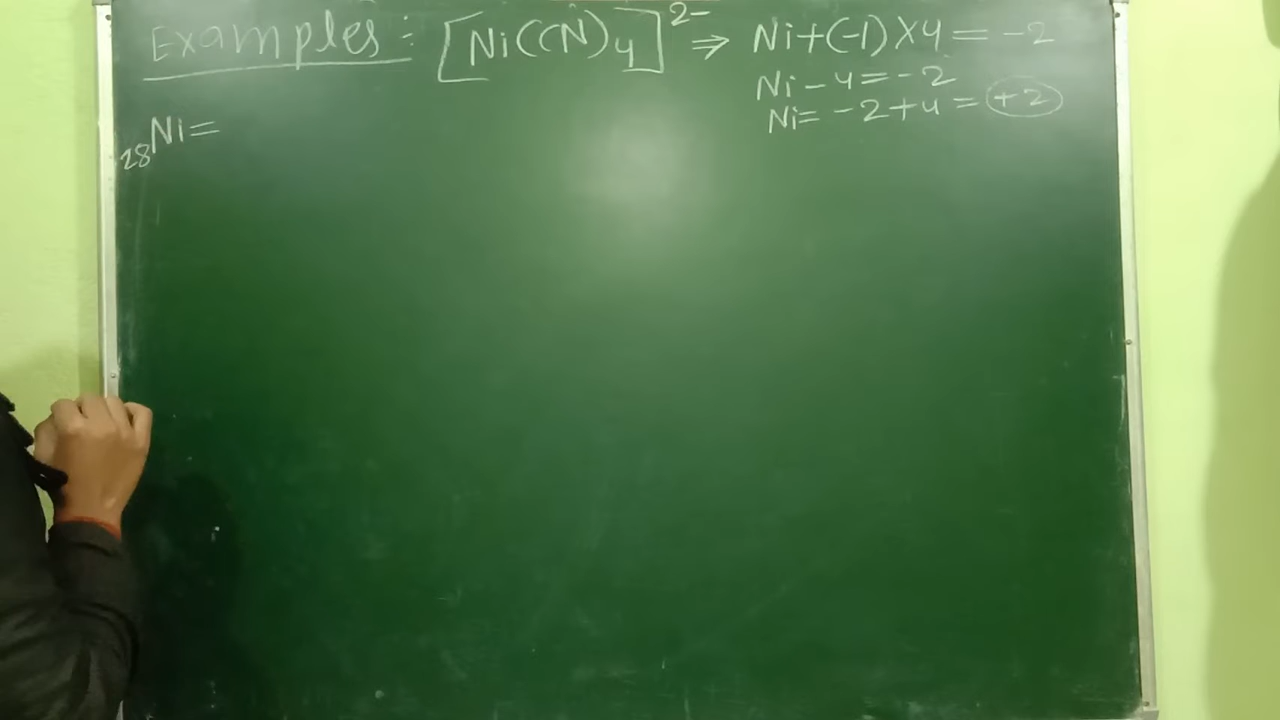 Examples: [Ni(CN)4]2- ⇒ Ni+(-1)×4=-2
Ni-4=-2
Ni=-2+4=+2
28Ni=